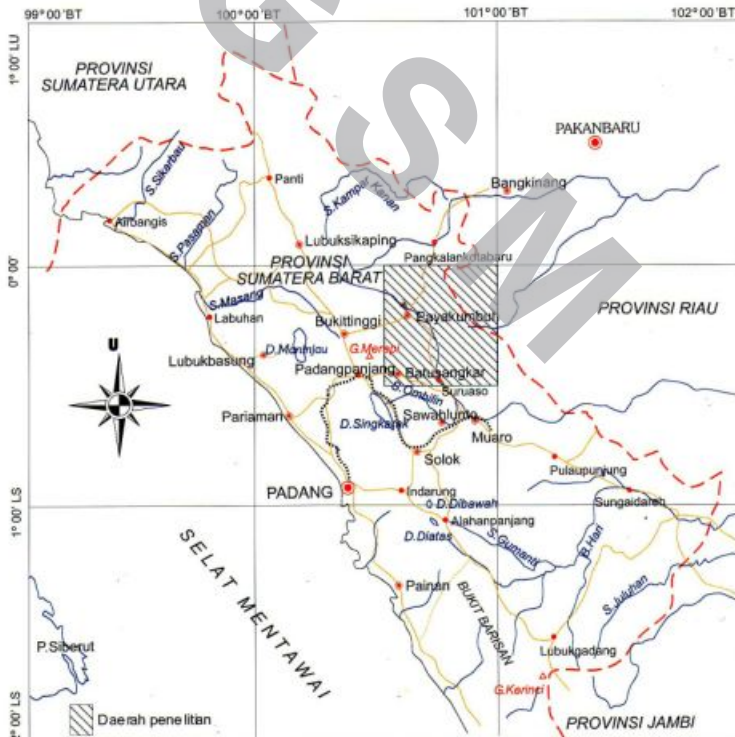 99°00'BT
100°00'BT
101°00'BT
102°00'BT
1°00'LU
PROVINSI
SUMATERA UTARA
PAKANBARU
S.Sikarbau
Panti
S.Kampar Kanan
Bangkinang
Airbangis
S.Pasaman
Lubuksikaping
Pangkalankotabaru
0°00'
PROVINSI
SUMATERA BARAT
S.Masang
Labuhan
Payakumbuh
PROVINSI RIAU
Bukittinggi
U
D.Maninjau
G.Merapi
Lubukbasung
Padangpanjang
Batusangkar
Suruaso
B.Ombilin
Pariaman
D.Singkarak
Sawahlunto
Muaro
Solok
Pulaupunjung
PADANG
Indarung
Sungaidareh
D.Dibawah
1°00'LS
Alahanpanjang
D.Diatas
S.Gumanti
B.Hari
SELAT MENTAWAI
Painan
BUKIT BARISAN
S.Juluhan
P.Siberut
Lubukgadang
G.Kerinci
2°00'LS
Daerah penelitian
PROVINSI JAMBI